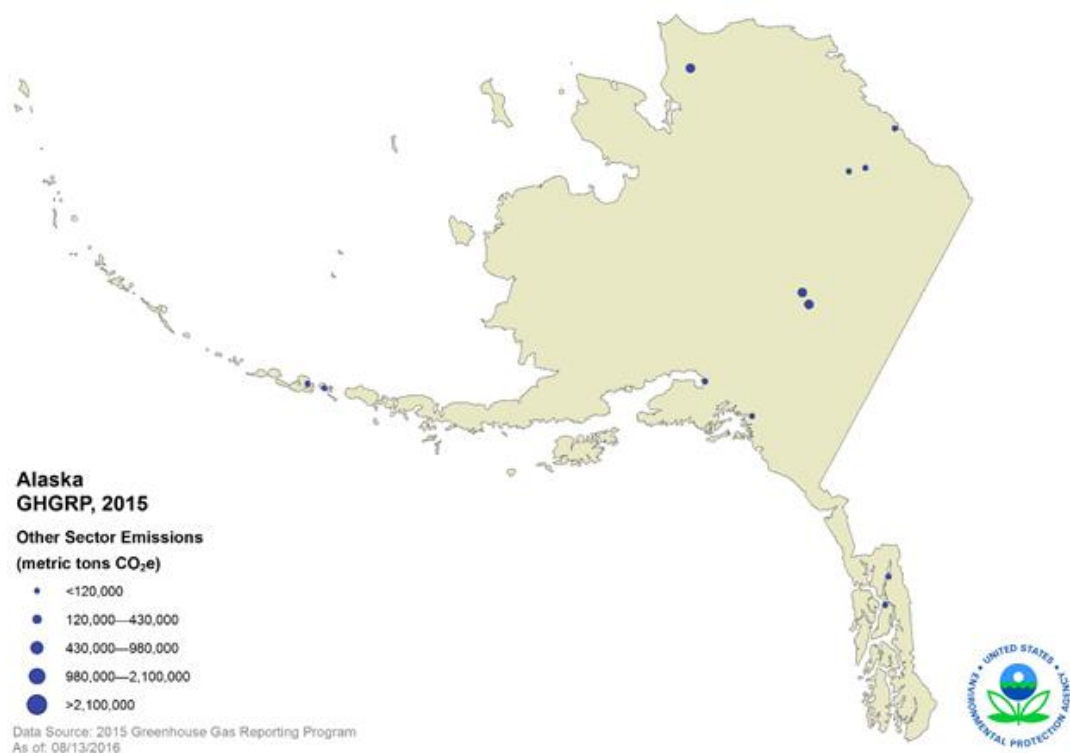 Alaska
GHGRP, 2015
Other Sector Emissions
(metric tons CO₂e)
<120,000
120,000—430,000
430,000—980,000
980,000—2,100,000
>2,100,000
Data Source: 2015 Greenhouse Gas Reporting Program
As of: 08/13/2016
UNITED STATES
ENVIRONMENTAL PROTECTION AGENCY